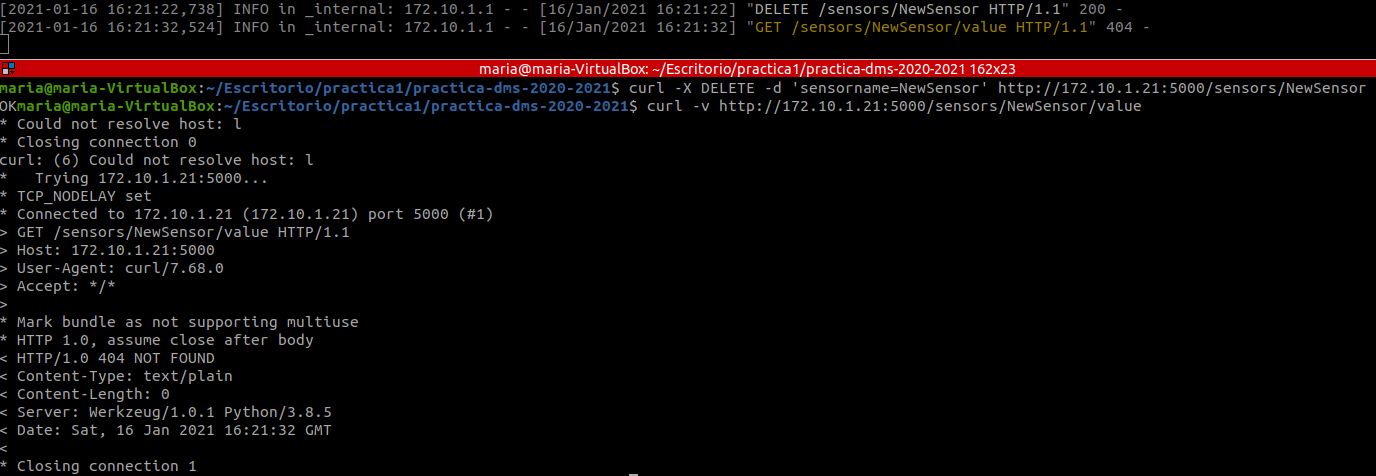 [2021-01-16 16:21:22,738] INFO in _internal: 172.10.1.1 - - [16/Jan/2021 16:21:22] "DELETE /sensors/NewSensor HTTP/1.1" 200 -
[2021-01-16 16:21:32,524] INFO in _internal: 172.10.1.1 - - [16/Jan/2021 16:21:32] "GET /sensors/NewSensor/value HTTP/1.1" 404 -
maria@maria-VirtualBox: ~/Escritorio/practica1/practica-dms-2020-2021 162x23
maria@maria-VirtualBox:~/Escritorio/practica1/practica-dms-2020-2021$ curl -X DELETE -d 'sensorname=NewSensor' http://172.10.1.21:5000/sensors/NewSensor
OKmaria@maria-VirtualBox:~/Escritorio/practica1/practica-dms-2020-2021$ curl -v http://172.10.1.21:5000/sensors/NewSensor/value
* Could not resolve host: l
* Closing connection 0
curl: (6) Could not resolve host: l
*   Trying 172.10.1.21:5000...
* TCP_NODELAY set
* Connected to 172.10.1.21 (172.10.1.21) port 5000 (#1)
> GET /sensors/NewSensor/value HTTP/1.1
> Host: 172.10.1.21:5000
> User-Agent: curl/7.68.0
> Accept: */*
>
* Mark bundle as not supporting multiuse
* HTTP 1.0, assume close after body
< HTTP/1.0 404 NOT FOUND
< Content-Type: text/plain
< Content-Length: 0
< Server: Werkzeug/1.0.1 Python/3.8.5
< Date: Sat, 16 Jan 2021 16:21:32 GMT
<
* Closing connection 1